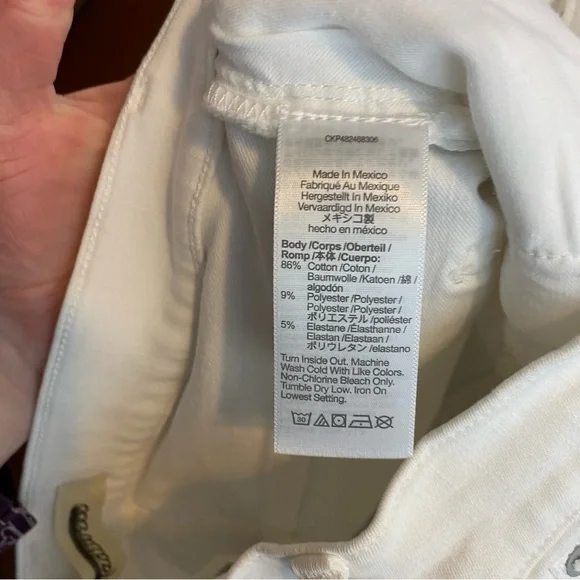 CKP482468306
Made In Mexico
Fabriqué Au Mexique
Hergestellt In Mexiko
Vervaardigd In Mexico
メキシコ製
hecho en méxico
Body /Corps /Oberteil /
Romp /本体 /Cuerpo:
86% Cotton /Coton /
Baumwolle /Katoen /綿 /
algodón
9% Polyester /Polyester /
Polyester /Polyester /
ポリエステル /poliéster
5% Elastane /Élasthanne /
Elastan /Elastaan /
ポリウレタン /elastano
Turn Inside Out. Machine
Wash Cold With Like Colors.
Non-Chlorine Bleach Only.
Tumble Dry Low. Iron On
Lowest Setting.
30